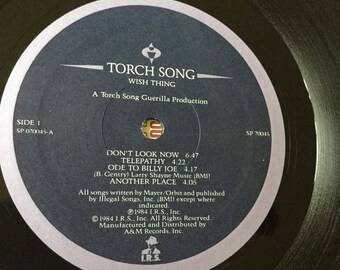 TORCH SONG
WISH THING
A Torch Song Guerilla Production
SIDE 1
SP 070045-A
SP 70045
DON'T LOOK NOW 6.47
TELEPATHY 4.22
ODE TO BILLY JOE 4.17
(B. Gentry) Larry Shayne Music [BMI]
ANOTHER PLACE 4.05
All songs written by Mayer/Orbit and published
by Illegal Songs, Inc. (BMI) except where
indicated.
℗1984 I.R.S., Inc.
©1984 I.R.S., Inc. All Rights Reserved.
Manufactured and Distributed by
A&M Records, Inc.
I.R.S.